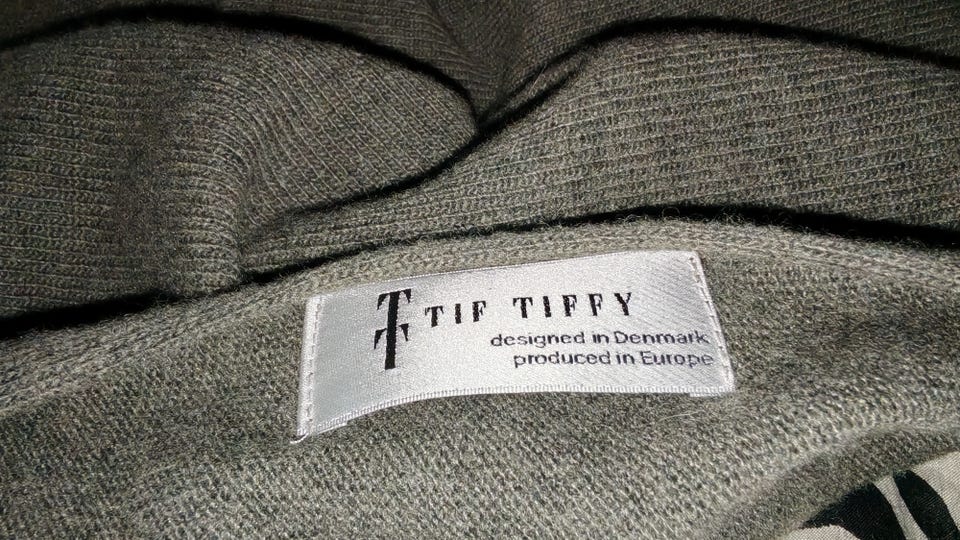 TIF TIFFY
designed in Denmark
produced in Europe